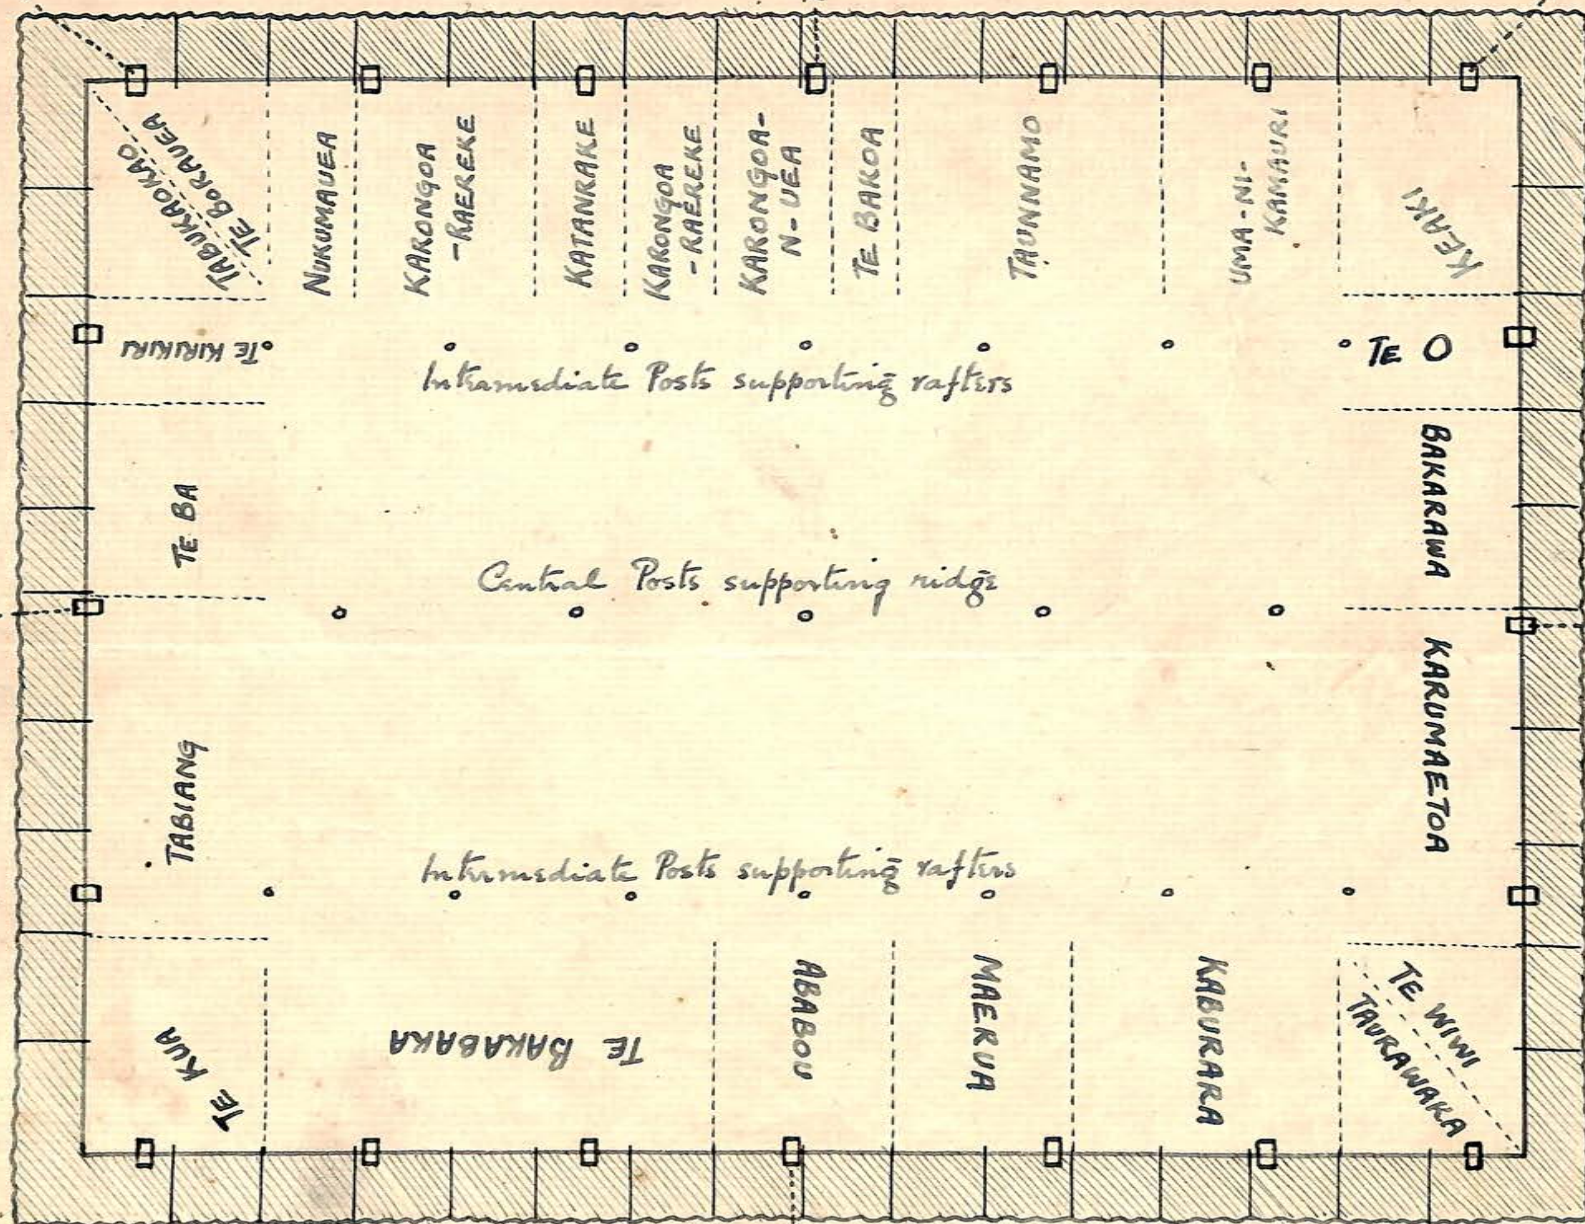 TABUKAOKAO
TE BORAUEA
NUKUMAUEA
KARONGOA
-RAEREKE
KATANRAKE
KARONGOA
-RAEREKE
KARONGOA-
N-UEA
TE BAKOA
TAUNNAMO
UMA-NI-
KAMAURI
KEAKI
TE KIRIKIRI
TE O
Intermediate Posts supporting rafters
BAKARAWA
TE BA
Central Posts supporting ridge
KARUMAETOA
TABIANG
Intermediate Posts supporting rafters
TE KUA
TE BAKABAKA
ABABOU
MAERUA
KABURARA
TE WIWI
TAURAWAKA